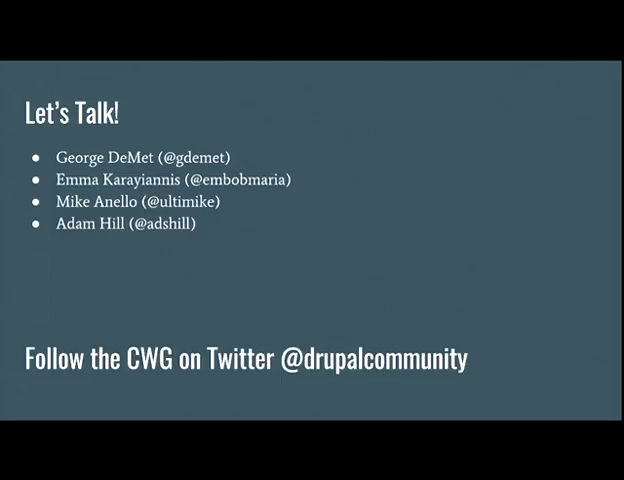 Let's Talk!
● George DeMet (@gdemet)
● Emma Karayiannis (@embobmaria)
● Mike Anello (@ultimike)
● Adam Hill (@adshill)
Follow the CWG on Twitter @drupalcommunity